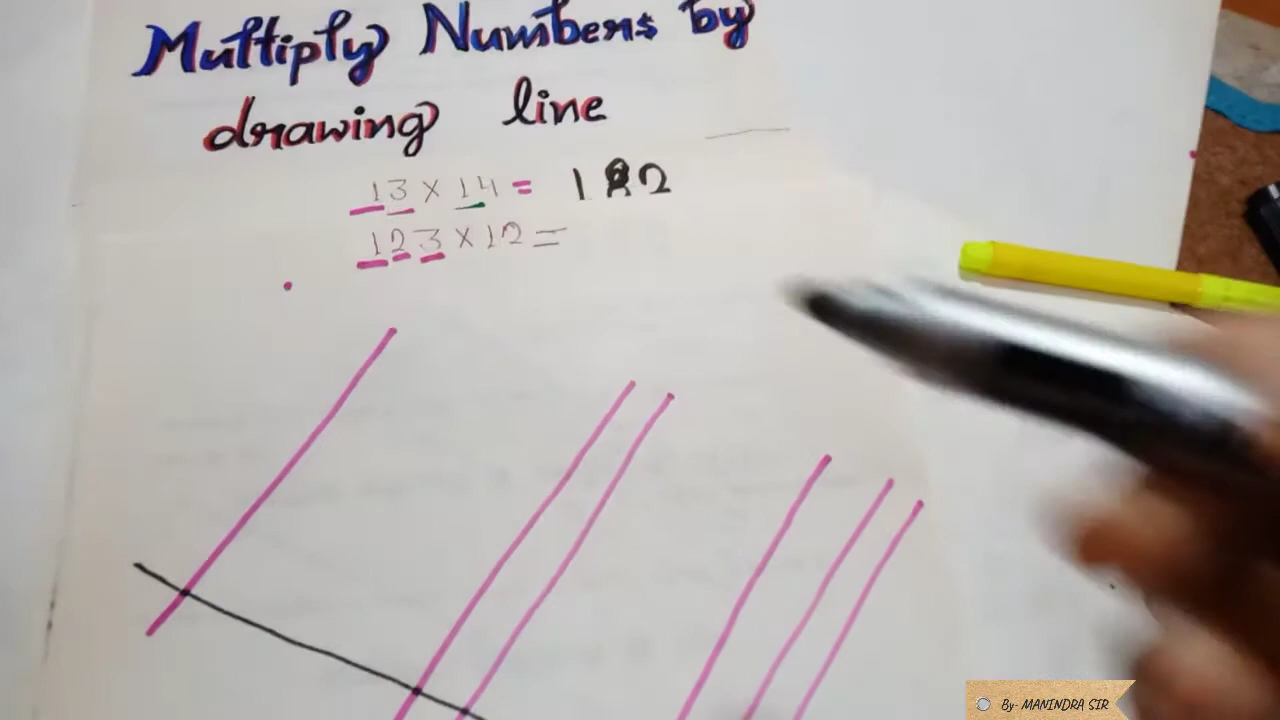 Multiply Numbers by
drawing line
13 x 14 = 182
123 x 12 =
By- MANINDRA SIR